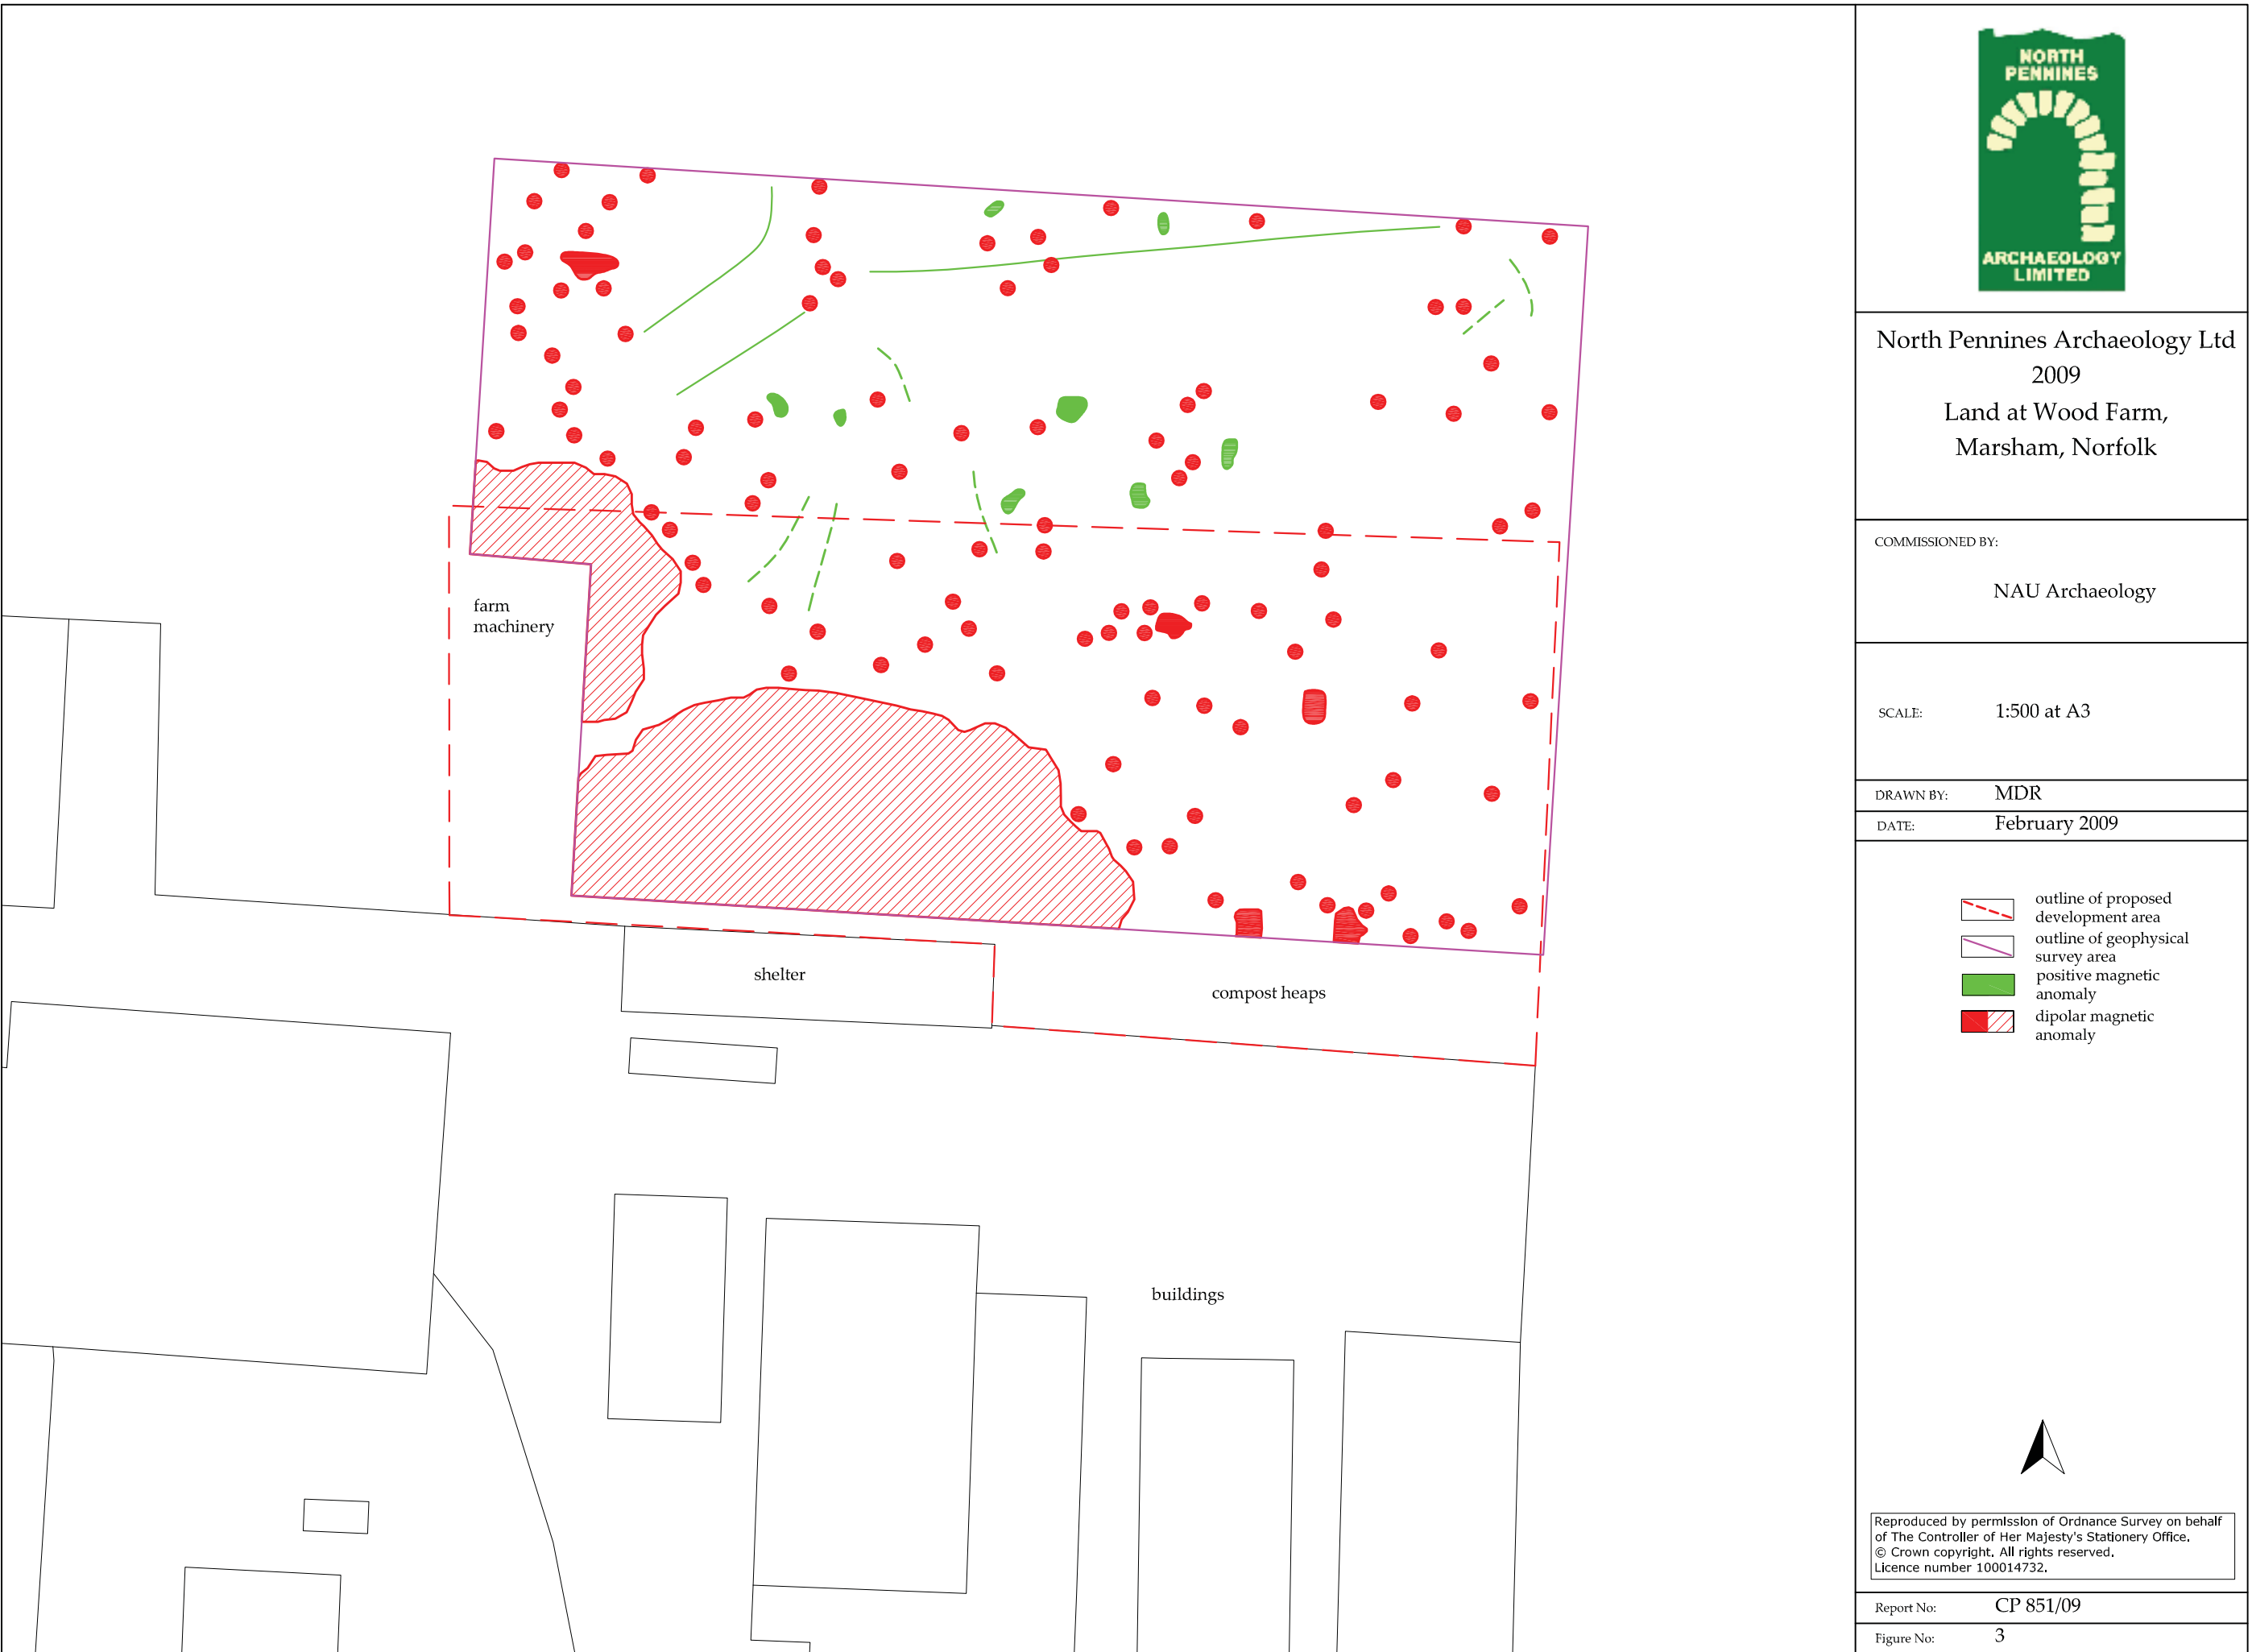 NORTH
PENNINES
ARCHAEOLOGY
LIMITED
North Pennines Archaeology Ltd
2009
Land at Wood Farm,
Marsham, Norfolk
COMMISSIONED BY:
NAU Archaeology
SCALE: 1:500 at A3
DRAWN BY: MDR
DATE: February 2009
outline of proposed
development area
outline of geophysical
survey area
positive magnetic
anomaly
dipolar magnetic
anomaly
farm
machinery
shelter
compost heaps
buildings
Reproduced by permission of Ordnance Survey on behalf
of The Controller of Her Majesty's Stationery Office.
© Crown copyright. All rights reserved.
Licence number 100014732.
Report No: CP 851/09
Figure No: 3